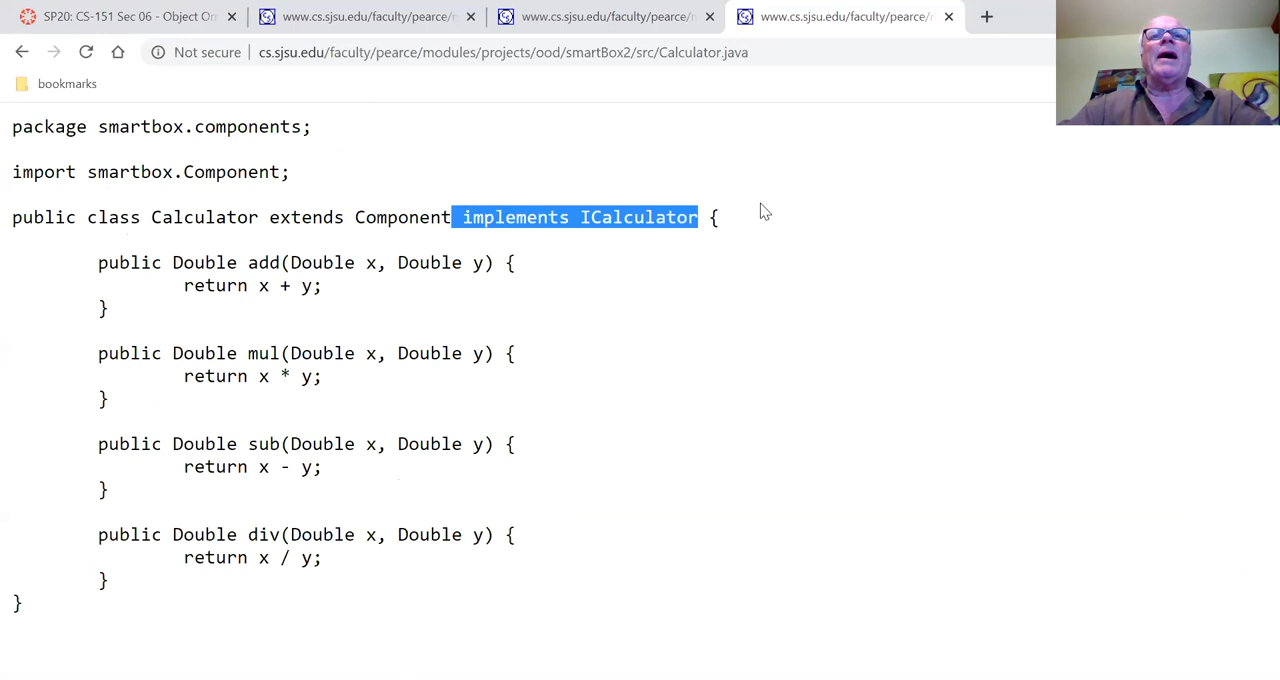 SP20: CS-151 Sec 06 - Object Ori
www.cs.sjsu.edu/faculty/pearce/
www.cs.sjsu.edu/faculty/pearce/
www.cs.sjsu.edu/faculty/pearce/
Not secure
cs.sjsu.edu/faculty/pearce/modules/projects/ood/smartBox2/src/Calculator.java
bookmarks
package smartbox.components;
import smartbox.Component;
public class Calculator extends Component implements ICalculator {
public Double add(Double x, Double y) {
return x + y;
}
public Double mul(Double x, Double y) {
return x * y;
}
public Double sub(Double x, Double y) {
return x - y;
}
public Double div(Double x, Double y) {
return x / y;
}
}